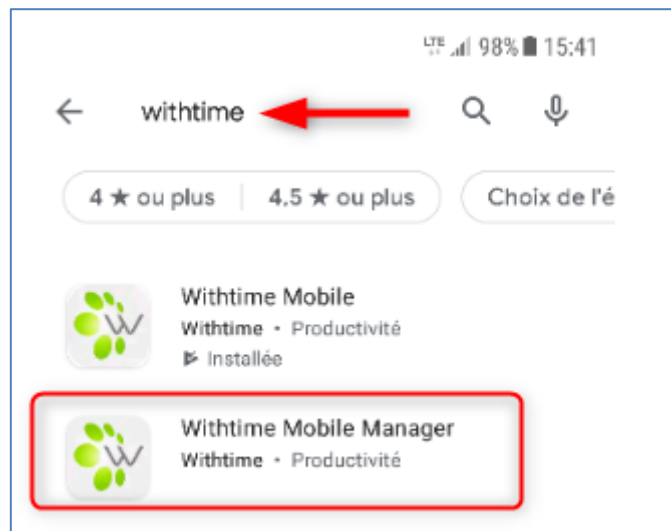 LTE 98% 15:41
withtime
4 ★ ou plus 4.5 ★ ou plus Choix de l'é
Withtime Mobile
Withtime • Productivité
Installée
Withtime Mobile Manager
Withtime • Productivité